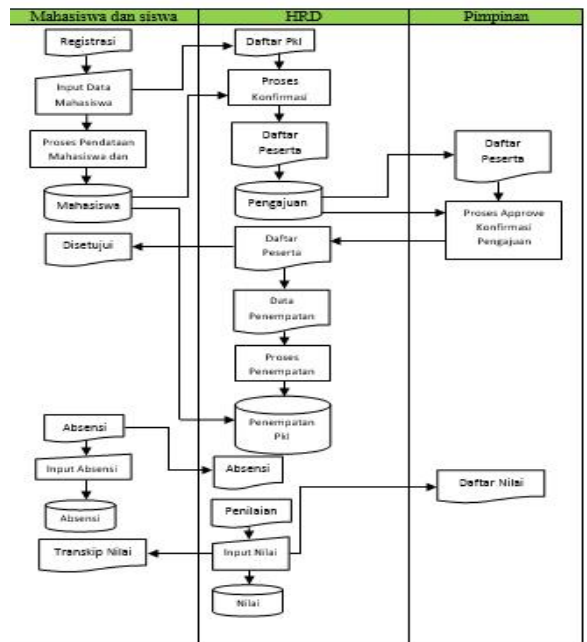 Mahasiswa dan siswa
HRD
Pimpinan
Registrasi
Input Data
Mahasiswa
Proses Pendataan
Mahasiswa dan
Mahasiswa
Disetujui
Absensi
Input Absensi
Absensi
Transkip Nilai
Daftar Pkl
Proses
Konfirmasi
Daftar
Peserta
Pengajuan
Daftar
Peserta
Data
Penempatan
Proses
Penempatan
Penempatan
Pkl
Absensi
Penilaian
Input Nilai
Nilai
Daftar
Peserta
Proses Approve
Konfirmasi
Pengajuan
Daftar Nilai